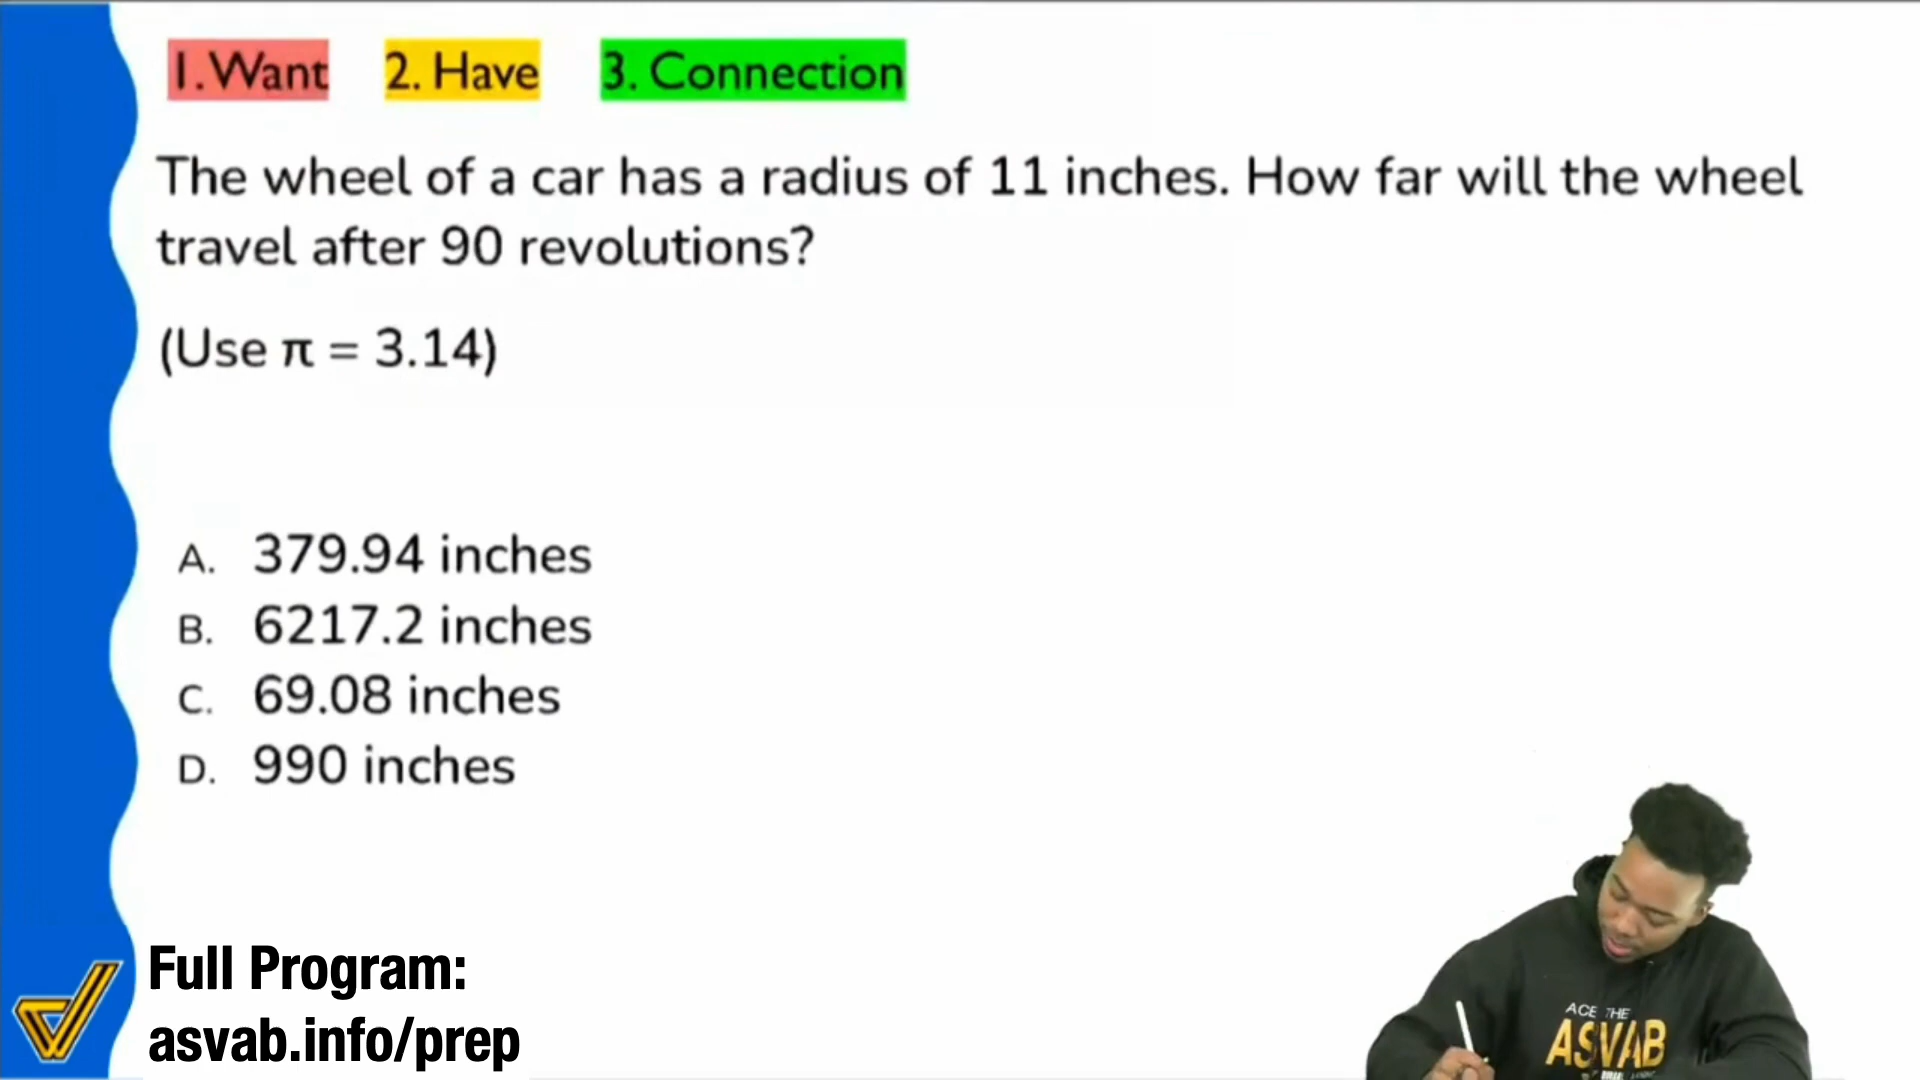 1. Want 2. Have 3. Connection
The wheel of a car has a radius of 11 inches. How far will the wheel
travel after 90 revolutions?
(Use π = 3.14)
A. 379.94 inches
B. 6217.2 inches
C. 69.08 inches
D. 990 inches
Full Program:
asvab.info/prep
ACE THE
ASVAB